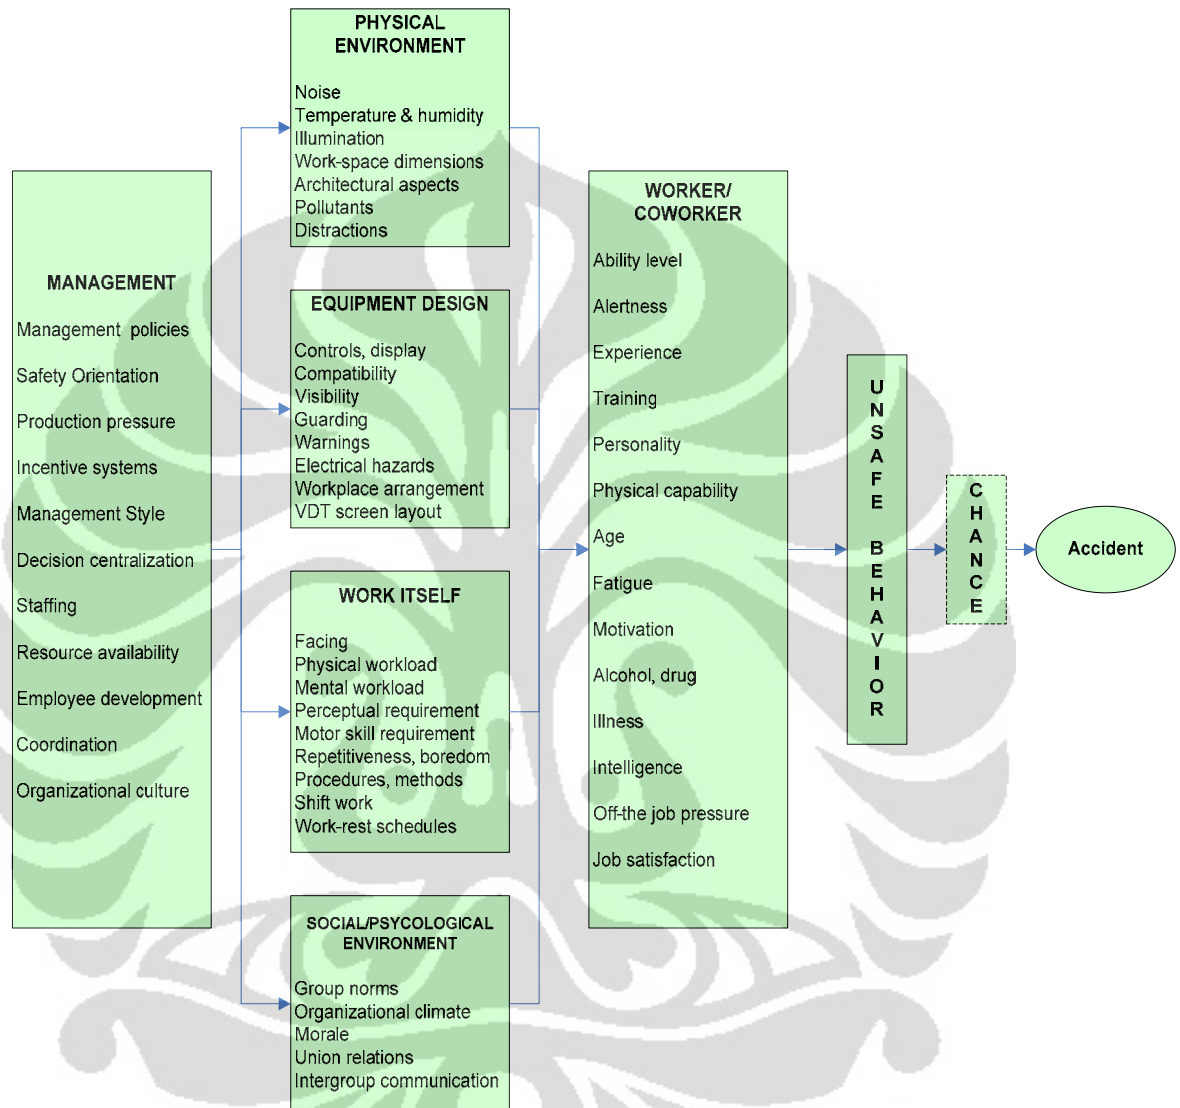 MANAGEMENT
Management policies
Safety Orientation
Production pressure
Incentive systems
Management Style
Decision centralization
Staffing
Resource availability
Employee development
Coordination
Organizational culture
PHYSICAL
ENVIRONMENT
Noise
Temperature & humidity
Illumination
Work-space dimensions
Architectural aspects
Pollutants
Distractions
EQUIPMENT DESIGN
Controls, display
Compatibility
Visibility
Guarding
Warnings
Electrical hazards
Workplace arrangement
VDT screen layout
WORK ITSELF
Facing
Physical workload
Mental workload
Perceptual requirement
Motor skill requirement
Repetitiveness, boredom
Procedures, methods
Shift work
Work-rest schedules
SOCIAL/PSYCOLOGICAL
ENVIRONMENT
Group norms
Organizational climate
Morale
Union relations
Intergroup communication
WORKER/
COWORKER
Ability level
Alertness
Experience
Training
Personality
Physical capability
Age
Fatigue
Motivation
Alcohol, drug
Illness
Intelligence
Off-the job pressure
Job satisfaction
UNSAFE BEHAVIOR
CHANCE
Accident